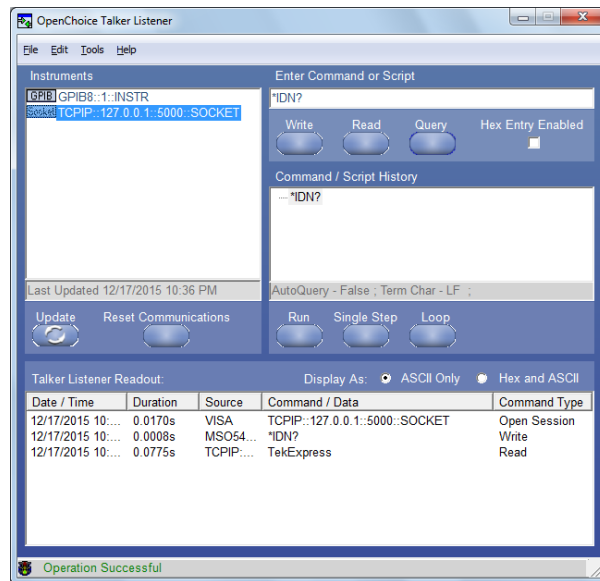 OpenChoice Talker Listener
File Edit Tools Help
Instruments
GPIB GPIB8::1::INSTR
Socket TCPIP::127.0.0.1::5000::SOCKET
Last Updated 12/17/2015 10:36 PM
Update Reset Communications
Enter Command or Script
*IDN?
Write Read Query Hex Entry Enabled
Command / Script History
*IDN?
AutoQuery - False ; Term Char - LF ;
Run Single Step Loop
Talker Listener Readout: Display As: ASCII Only Hex and ASCII
Date / Time Duration Source Command / Data Command Type
12/17/2015 10:... 0.0170s VISA TCPIP::127.0.0.1::5000::SOCKET Open Session
12/17/2015 10:... 0.0008s MSO54... *IDN? Write
12/17/2015 10:... 0.0775s TCPIP:... TekExpress Read
Operation Successful